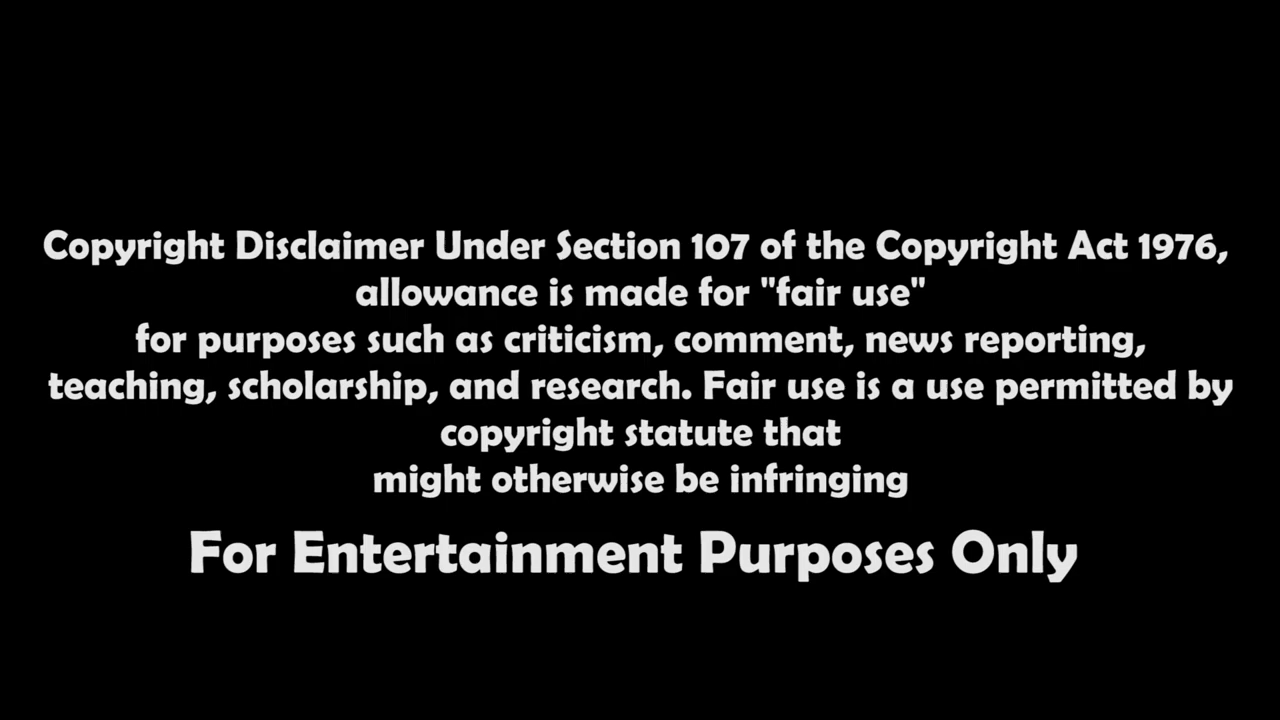 Copyright Disclaimer Under Section 107 of the Copyright Act 1976,
allowance is made for "fair use"
for purposes such as criticism, comment, news reporting,
teaching, scholarship, and research. Fair use is a use permitted by
copyright statute that
might otherwise be infringing
For Entertainment Purposes Only